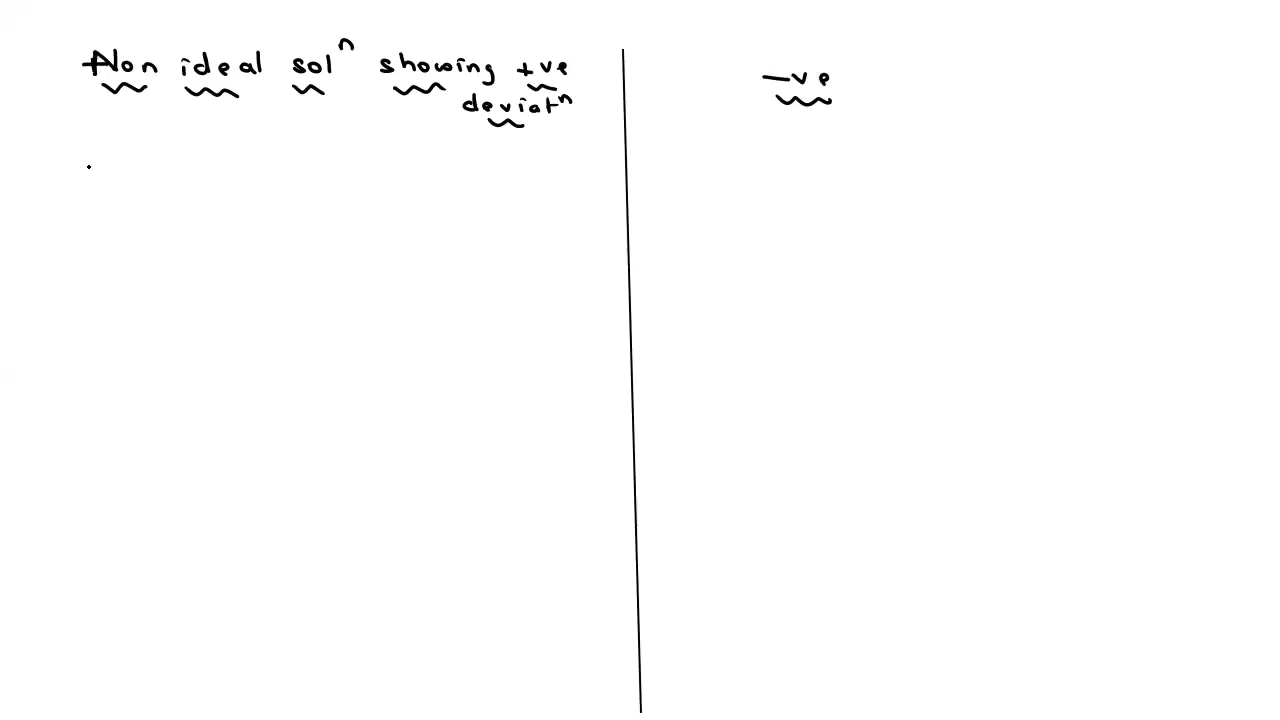 Non ideal solⁿ showing +ve
deviatⁿ
-ve